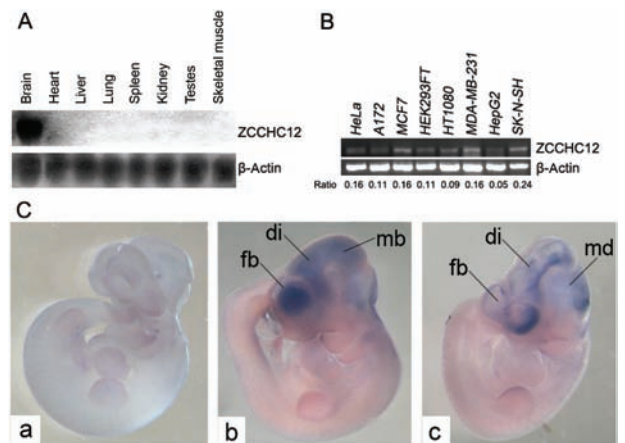 A
Brain
Heart
Liver
Lung
Spleen
Kidney
Testes
Skeletal muscle
ZCCHC12
β-Actin
B
HeLa
A172
MCF7
HEK293FT
HT1080
MDA-MB-231
HepG2
SK-N-SH
ZCCHC12
β-Actin
Ratio 0.16 0.11 0.16 0.11 0.09 0.16 0.05 0.24
C
a
di
mb
fb
b
di
md
fb
c